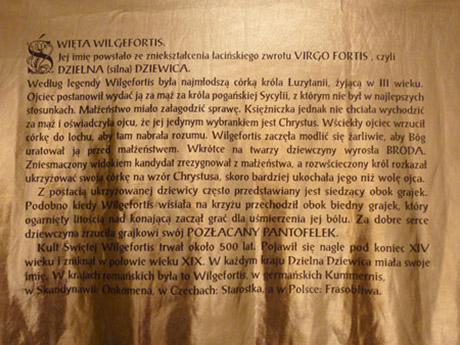 ŚWIĘTA WILGEFORTIS.
Jej imię powstało ze zniekształcenia łacińskiego zwrotu VIRGO FORTIS , czyli
DZIELNA (silna) DZIEWICA.
Według legendy Wilgefortis była najmłodszą córką króla Luzytanii, żyjącą w III wieku.
Ojciec postanowił wydać ją za mąż za króla pogańskiej Sycylii, z którym nie był w najlepszych
stosunkach. Małżeństwo miało załagodzić sprawę. Księżniczka jednak nie chciała wychodzić
za mąż i oświadczyła ojcu, że jej jedynym wybrankiem jest Chrystus. Wściekły ojciec wrzucił
córkę do lochu, aby tam nabrała rozumu. Wilgefortis zaczęła modlić się żarliwie, aby Bóg
uratował ją przed małżeństwem. Wkrótce na twarzy dziewczyny wyrosła BRODA.
Zniesmaczony widokiem kandydat zrezygnował z małżeństwa, a rozwścieczony król rozkazał
ukrzyżować swoją córkę na wzór Chrystusa, skoro bardziej ukochała jego niż wolę ojca.
Z postacią ukrzyżowanej dziewicy często przedstawiany jest siedzący obok grajek.
Podobno kiedy Wilgefortis wisiała na krzyżu przechodził obok biedny grajek, który
ogarnięty litością nad konającą zaczął grać dla uśmierzenia jej bólu. Za dobre serce
dziewczyna zrzuciła grajkowi swój POZŁACANY PANTOFELEK.
Kult Świętej Wilgefortis trwał około 500 lat. Pojawił się nagle pod koniec XIV
wieku i zniknął w połowie wieku XIX. W każdym kraju Dzielna Dziewica miała swoje
imię. W krajach romańskich była to Wilgefortis, w germańskich Kummernis,
w Skandynawii: Onkomena, w Czechach: Starostka, a w Polsce: Frasobliwa.